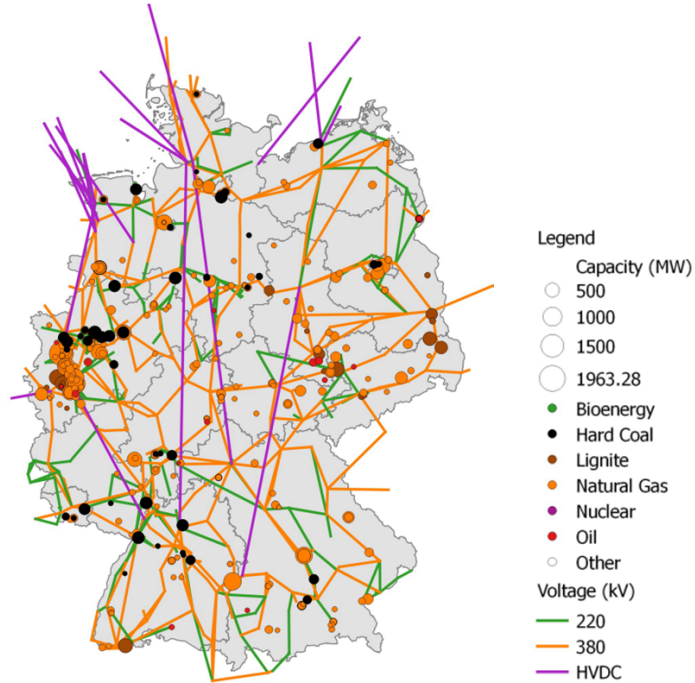 Legend
Capacity (MW)
500
1000
1500
1963.28
Bioenergy
Hard Coal
Lignite
Natural Gas
Nuclear
Oil
Other
Voltage (kV)
220
380
HVDC